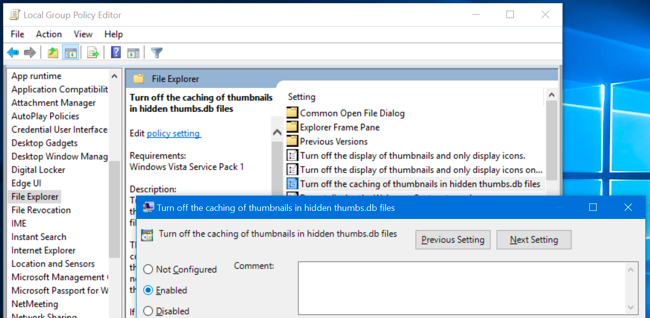 Local Group Policy Editor
File Action View Help
App runtime
Application Compatibilit
Attachment Manager
AutoPlay Policies
Credential User Interface
Desktop Gadgets
Desktop Window Manag
Digital Locker
Edge UI
File Explorer
File Revocation
IME
Instant Search
Internet Explorer
Location and Sensors
Microsoft Management
Microsoft Passport for W
NetMeeting
Network Sharing
File Explorer
Turn off the caching of thumbnails
in hidden thumbs.db files
Edit policy setting
Requirements:
Windows Vista Service Pack 1
Description:
Setting
Common Open File Dialog
Explorer Frame Pane
Previous Versions
Turn off the display of thumbnails and only display icons.
Turn off the display of thumbnails and only display icons on...
Turn off the caching of thumbnails in hidden thumbs.db files
Turn off the caching of thumbnails in hidden thumbs.db files
Turn off the caching of thumbnails in hidden thumbs.db files
Previous Setting Next Setting
Not Configured Comment:
Enabled
Disabled